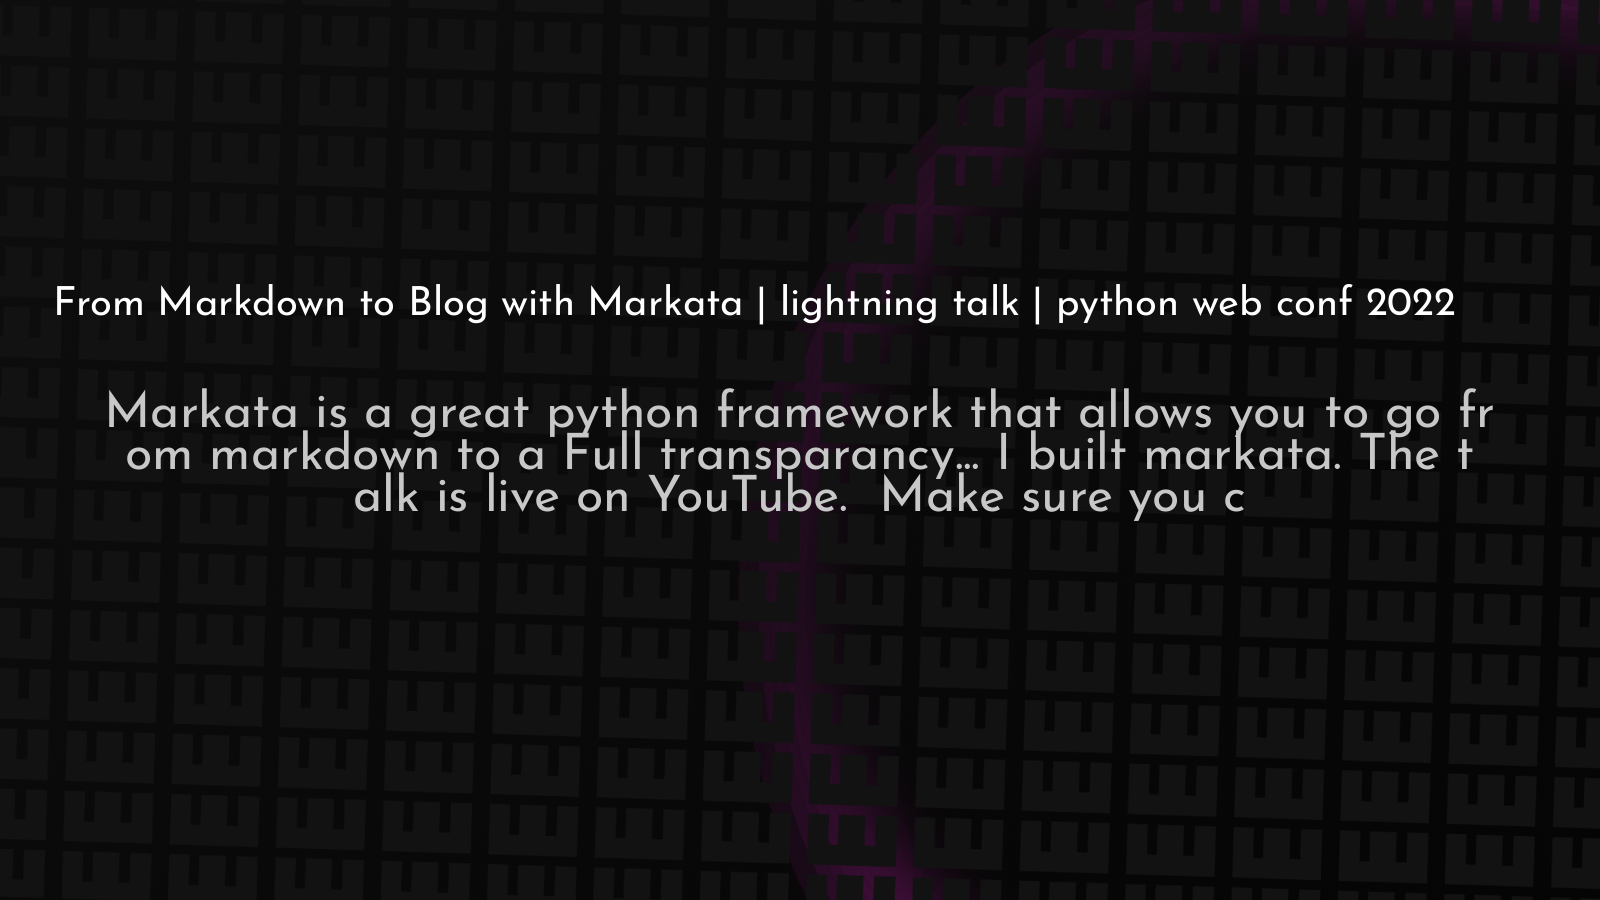 From Markdown to Blog with Markata | lightning talk | python web conf 2022
Markata is a great python framework that allows you to go fr
om markdown to a Full transparancy... I built markata. The t
alk is live on YouTube.  Make sure you c